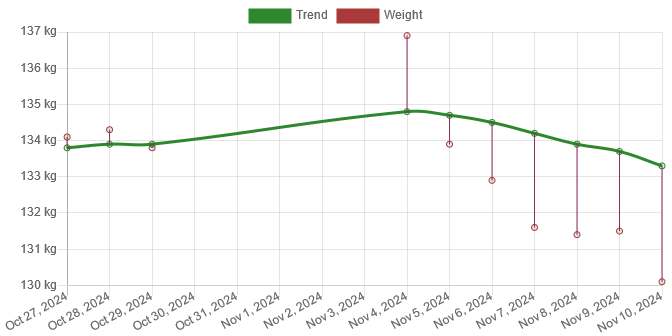 Trend Weight
137 kg
136 kg
135 kg
134 kg
133 kg
132 kg
131 kg
130 kg
Oct 27, 2024
Oct 28, 2024
Oct 29, 2024
Oct 30, 2024
Oct 31, 2024
Nov 1, 2024
Nov 2, 2024
Nov 3, 2024
Nov 4, 2024
Nov 5, 2024
Nov 6, 2024
Nov 7, 2024
Nov 8, 2024
Nov 9, 2024
Nov 10, 2024